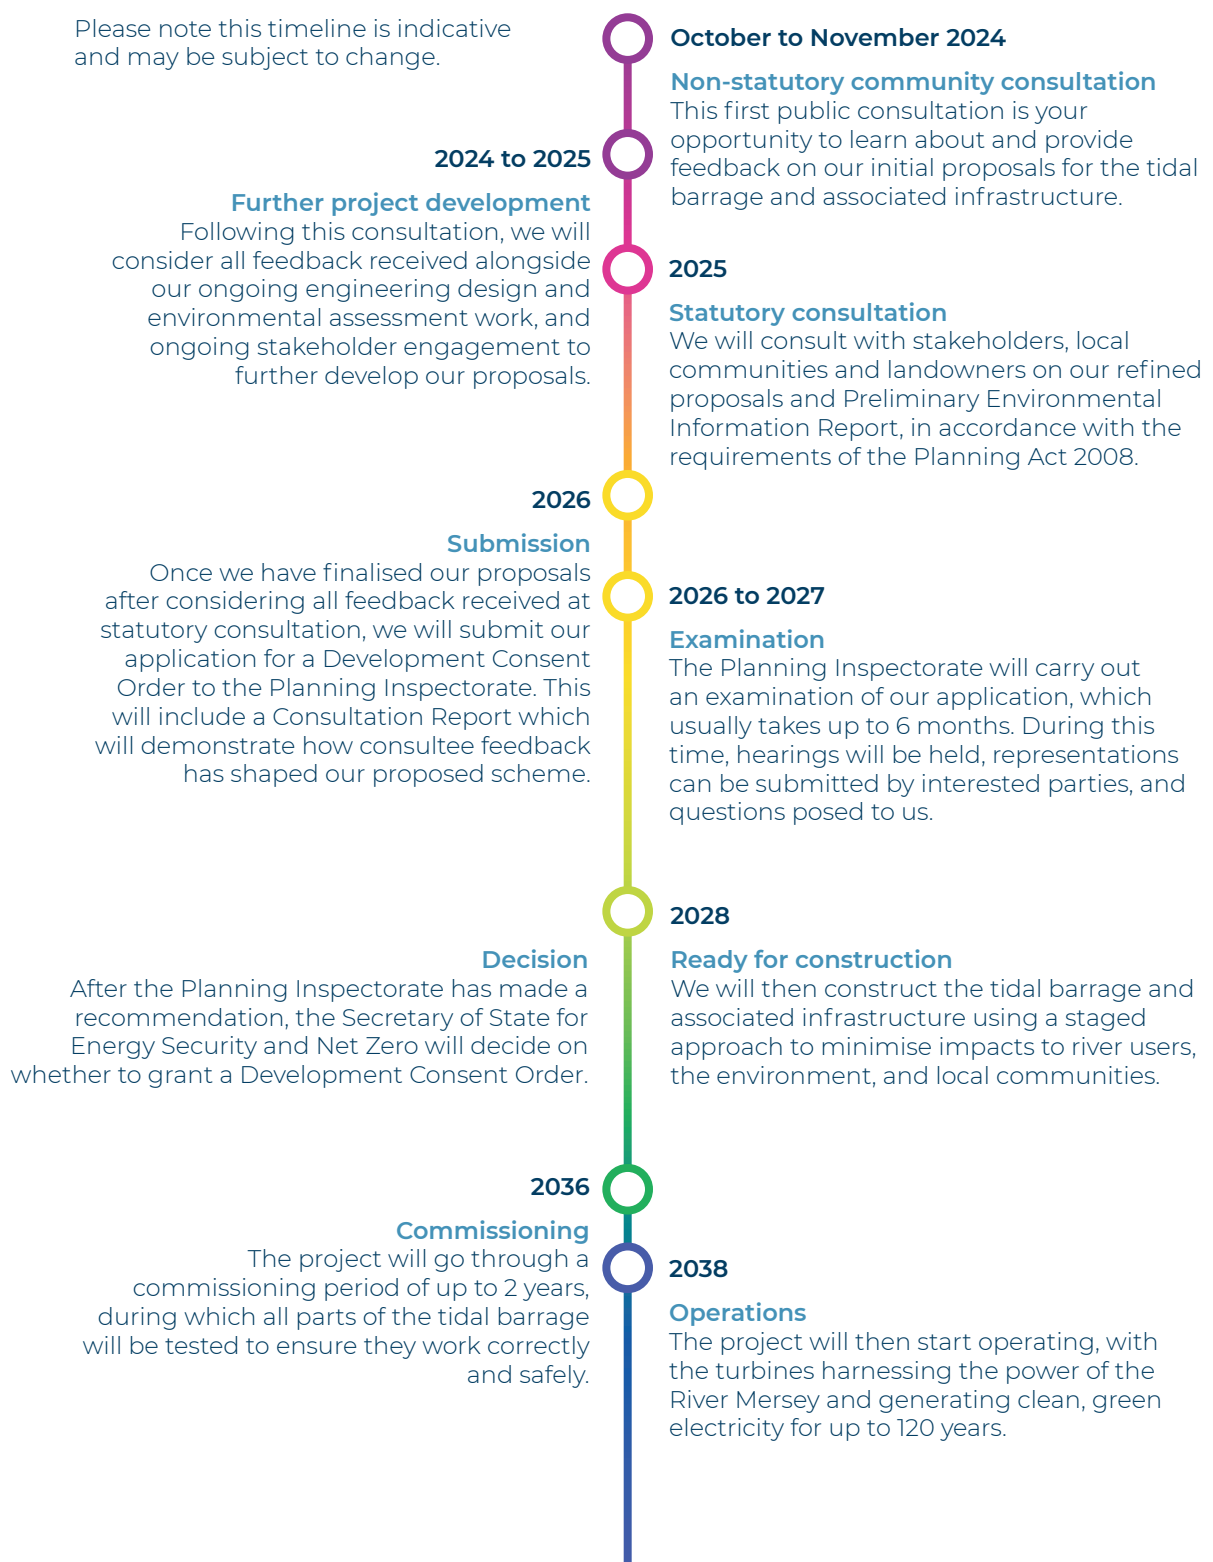 Please note this timeline is indicative
and may be subject to change.
October to November 2024
Non-statutory community consultation
This first public consultation is your
opportunity to learn about and provide
feedback on our initial proposals for the tidal
barrage and associated infrastructure.
2024 to 2025
Further project development
Following this consultation, we will
consider all feedback received alongside
our ongoing engineering design and
environmental assessment work, and
ongoing stakeholder engagement to
further develop our proposals.
2025
Statutory consultation
We will consult with stakeholders, local
communities and landowners on our refined
proposals and Preliminary Environmental
Information Report, in accordance with the
requirements of the Planning Act 2008.
2026
Submission
Once we have finalised our proposals
after considering all feedback received at
statutory consultation, we will submit our
application for a Development Consent
Order to the Planning Inspectorate. This
will include a Consultation Report which
will demonstrate how consultee feedback
has shaped our proposed scheme.
2026 to 2027
Examination
The Planning Inspectorate will carry out
an examination of our application, which
usually takes up to 6 months. During this
time, hearings will be held, representations
can be submitted by interested parties, and
questions posed to us.
Decision
After the Planning Inspectorate has made a
recommendation, the Secretary of State for
Energy Security and Net Zero will decide on
whether to grant a Development Consent Order.
2028
Ready for construction
We will then construct the tidal barrage and
associated infrastructure using a staged
approach to minimise impacts to river users,
the environment, and local communities.
2036
Commissioning
The project will go through a
commissioning period of up to 2 years,
during which all parts of the tidal barrage
will be tested to ensure they work correctly
and safely.
2038
Operations
The project will then start operating, with
the turbines harnessing the power of the
River Mersey and generating clean, green
electricity for up to 120 years.